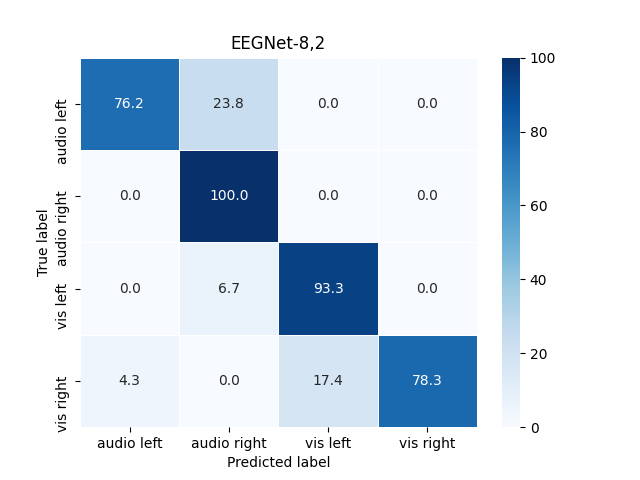 EEGNet-8,2
True label
audio left
76.2 23.8 0.0 0.0
audio right
0.0 100.0 0.0 0.0
vis left
0.0 6.7 93.3 0.0
vis right
4.3 0.0 17.4 78.3
audio left audio right vis left vis right
Predicted label
100
80
60
40
20
0